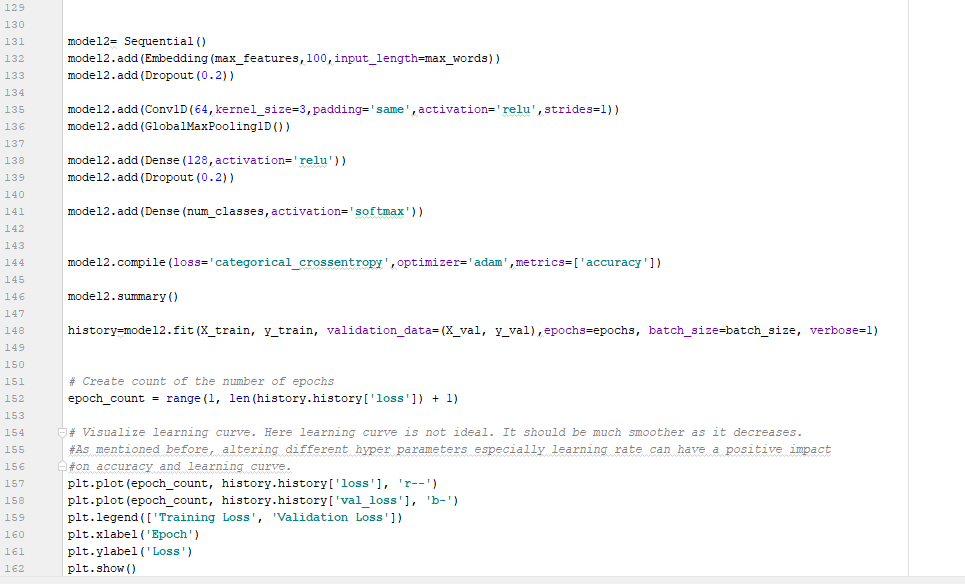 129
130
131 model2= Sequential()
132 model2.add(Embedding(max_features,100,input_length=max_words))
133 model2.add(Dropout(0.2))
134
135 model2.add(Conv1D(64,kernel_size=3,padding='same',activation='relu',strides=1))
136 model2.add(GlobalMaxPooling1D())
137
138 model2.add(Dense(128,activation='relu'))
139 model2.add(Dropout(0.2))
140
141 model2.add(Dense(num_classes,activation='softmax'))
142
143
144 model2.compile(loss='categorical_crossentropy',optimizer='adam',metrics=['accuracy'])
145
146 model2.summary()
147
148 history=model2.fit(X_train, y_train, validation_data=(X_val, y_val),epochs=epochs, batch_size=batch_size, verbose=1)
149
150
151 # Create count of the number of epochs
152 epoch_count = range(1, len(history.history['loss']) + 1)
153
154 # Visualize learning curve. Here learning curve is not ideal. It should be much smoother as it decreases.
155 #As mentioned before, altering different hyper parameters especially learning rate can have a positive impact
156 #on accuracy and learning curve.
157 plt.plot(epoch_count, history.history['loss'], 'r--')
158 plt.plot(epoch_count, history.history['val_loss'], 'b-')
159 plt.legend(['Training Loss', 'Validation Loss'])
160 plt.xlabel('Epoch')
161 plt.ylabel('Loss')
162 plt.show()